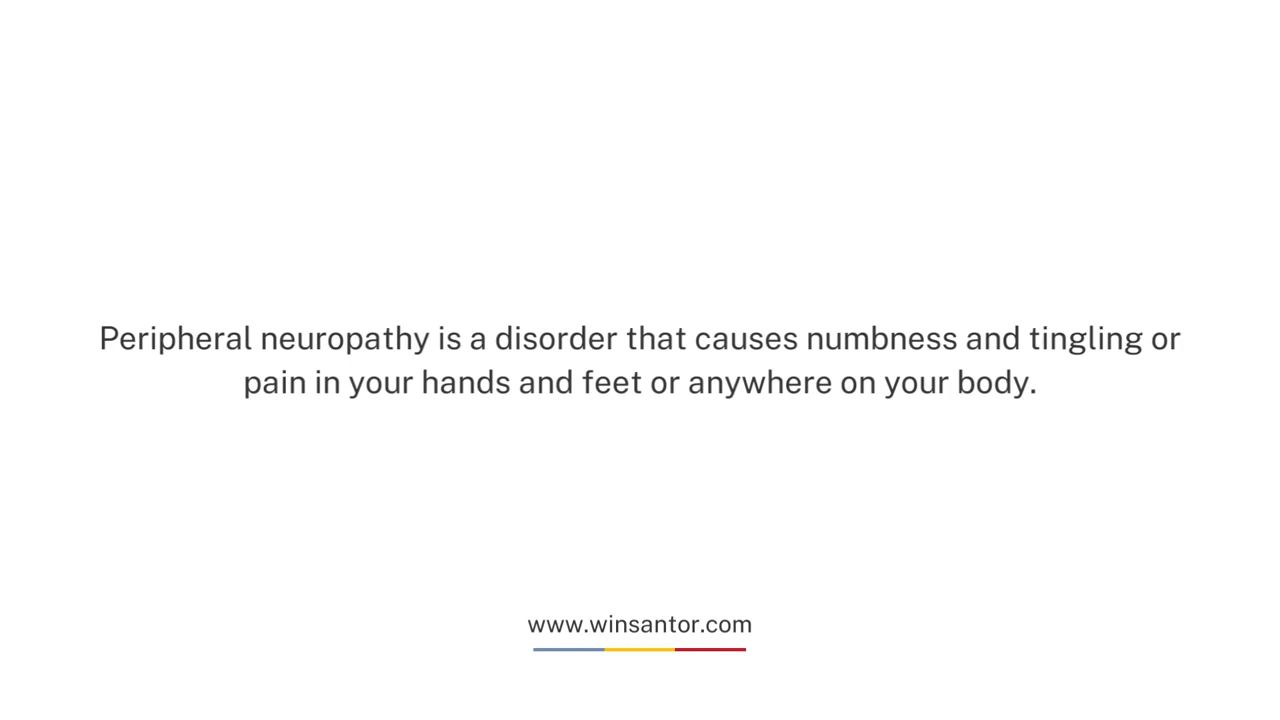 Peripheral neuropathy is a disorder that causes numbness and tingling or
pain in your hands and feet or anywhere on your body.
www.winsantor.com